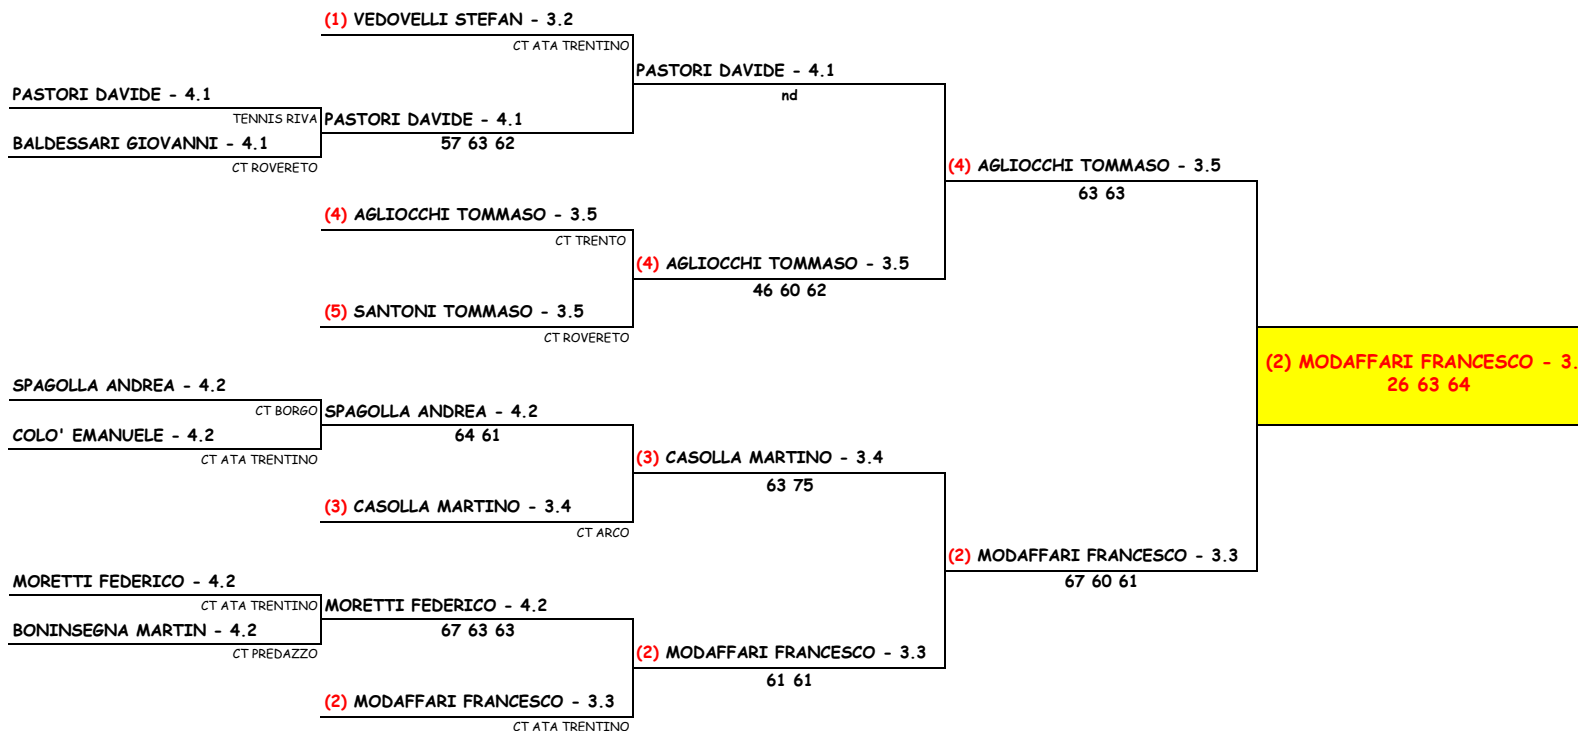 (1) VEDOVELLI STEFAN - 3.2
CT ATA TRENTINO
PASTORI DAVIDE - 4.1
nd
PASTORI DAVIDE - 4.1
TENNIS RIVA
PASTORI DAVIDE - 4.1
57 63 62
BALDESSARI GIOVANNI - 4.1
CT ROVERETO
(4) AGLIOCCHI TOMMASO - 3.5
63 63
(4) AGLIOCCHI TOMMASO - 3.5
CT TRENTO
(4) AGLIOCCHI TOMMASO - 3.5
46 60 62
(5) SANTONI TOMMASO - 3.5
CT ROVERETO
(2) MODAFFARI FRANCESCO - 3.
26 63 64
SPAGOLLA ANDREA - 4.2
CT BORGO
SPAGOLLA ANDREA - 4.2
64 61
COLO' EMANUELE - 4.2
CT ATA TRENTINO
(3) CASOLLA MARTINO - 3.4
63 75
(3) CASOLLA MARTINO - 3.4
CT ARCO
(2) MODAFFARI FRANCESCO - 3.3
67 60 61
MORETTI FEDERICO - 4.2
CT ATA TRENTINO
MORETTI FEDERICO - 4.2
67 63 63
BONINSEGNA MARTIN - 4.2
CT PREDAZZO
(2) MODAFFARI FRANCESCO - 3.3
61 61
(2) MODAFFARI FRANCESCO - 3.3
CT ATA TRENTINO